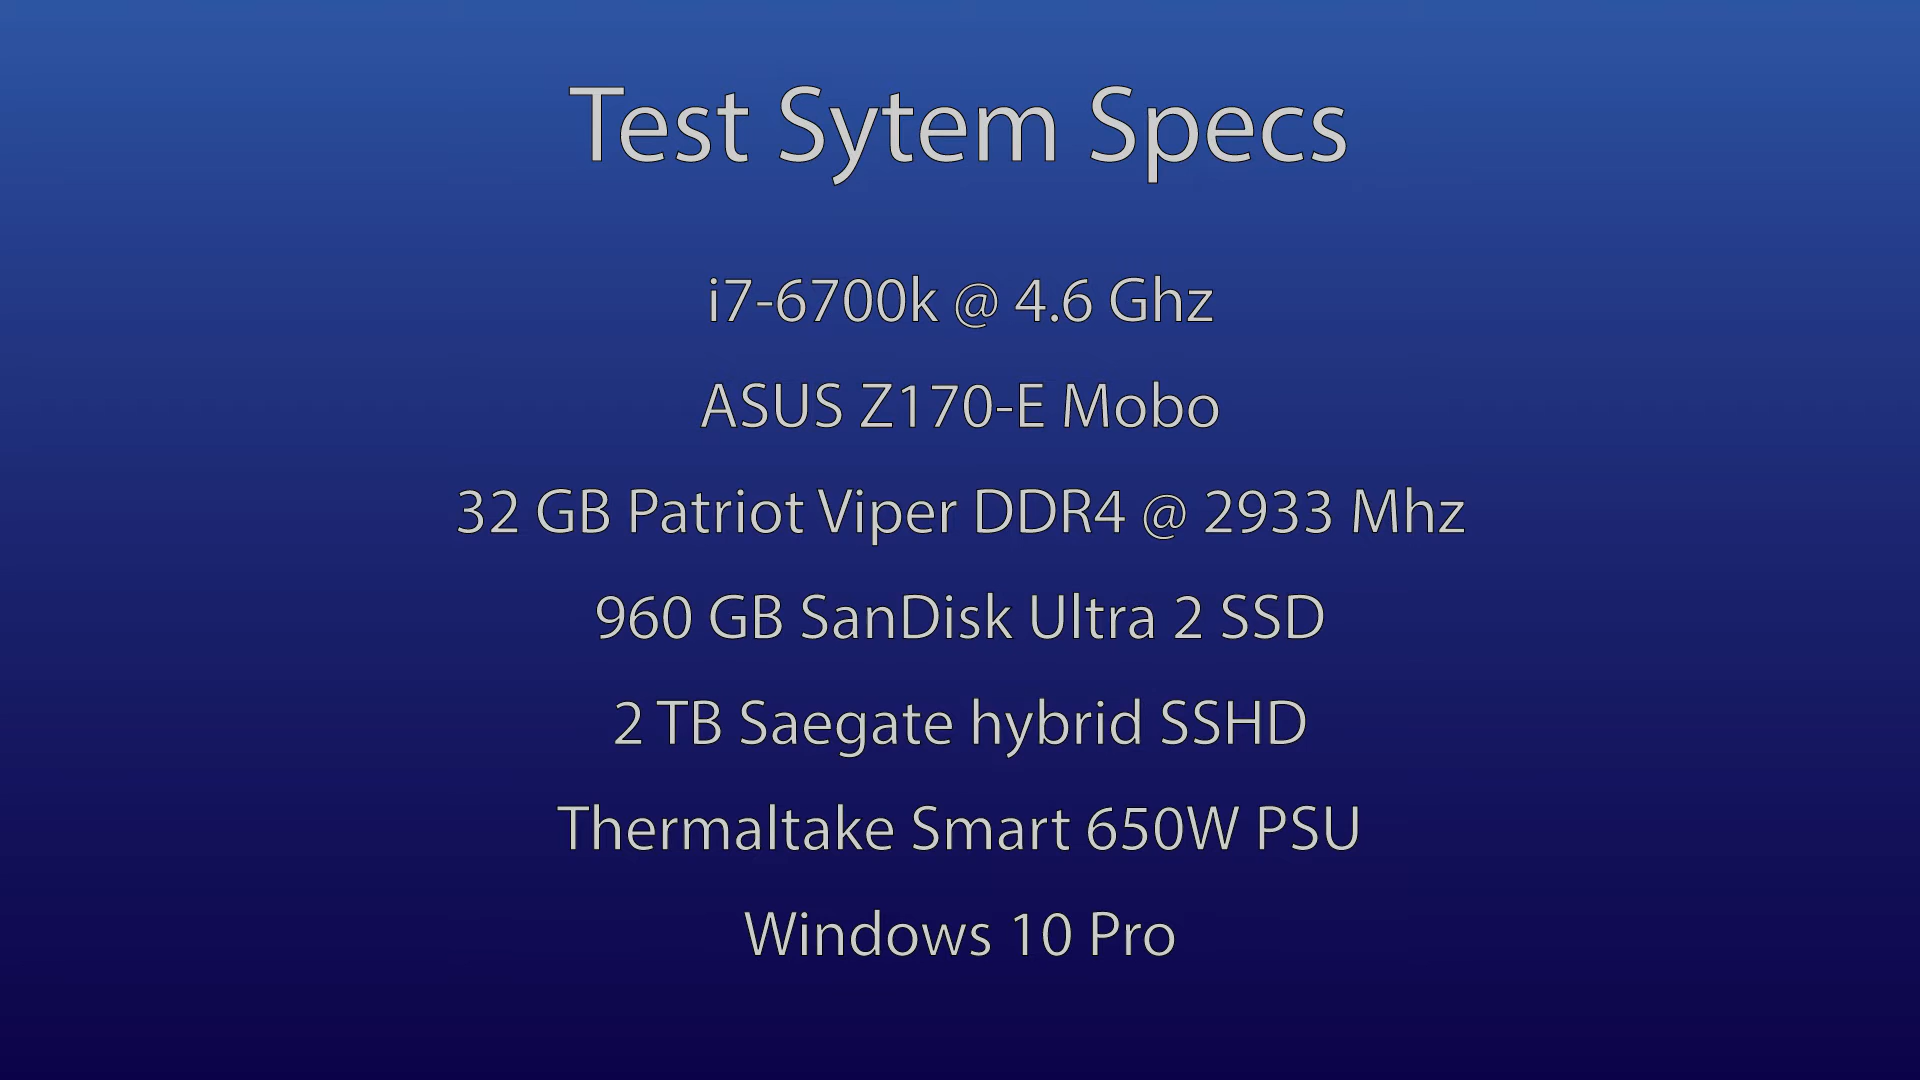 Test Sytem Specs
i7-6700k @ 4.6 Ghz
ASUS Z170-E Mobo
32 GB Patriot Viper DDR4 @ 2933 Mhz
960 GB SanDisk Ultra 2 SSD
2 TB Saegate hybrid SSHD
Thermaltake Smart 650W PSU
Windows 10 Pro